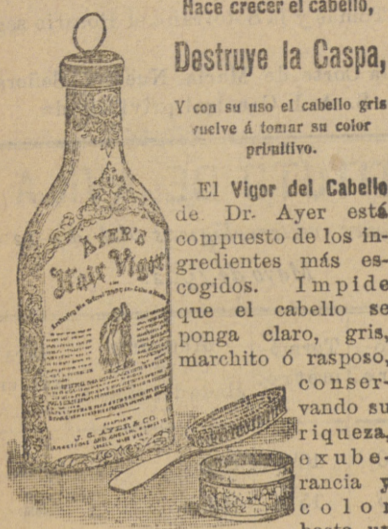 Hace crecer el cabello,
Destruye la Caspa,
Y con su uso el cabello gris
vuelve á tomar su color
primitivo.
El Vigor del Cabello
de Dr. Ayer está
compuesto de los in-
gredientes más es-
cogidos. Impide
que el cabello se
ponga claro, gris,
marchito ó rasposo,
conser-
vando su
riqueza,
exube-
rancia y
color
AYER'S
Hair Vigor
J. C. AYER & CO.